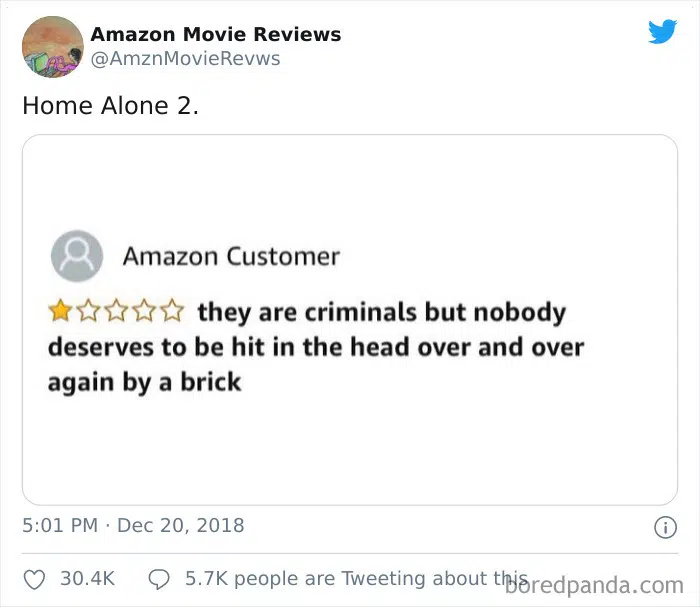 Amazon Movie Reviews
@AmznMovieRevws
Home Alone 2.
Amazon Customer
they are criminals but nobody
deserves to be hit in the head over and over
again by a brick
5:01 PM · Dec 20, 2018
30.4K 5.7K people are Tweeting about this
boredpanda.com